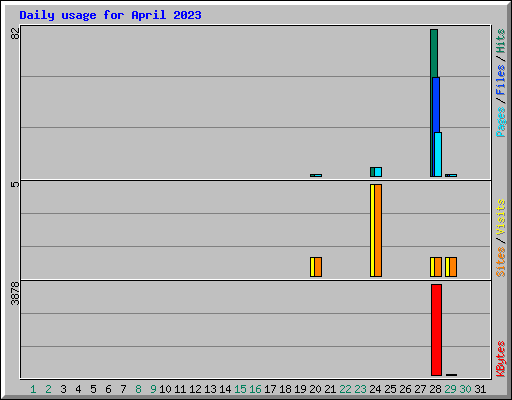 Daily usage for April 2023
82
5
3878
Pages / Files / Hits
Sites / Visits
KBytes
1 2 3 4 5 6 7 8 9 10 11 12 13 14 15 16 17 18 19 20 21 22 23 24 25 26 27 28 29 30 31